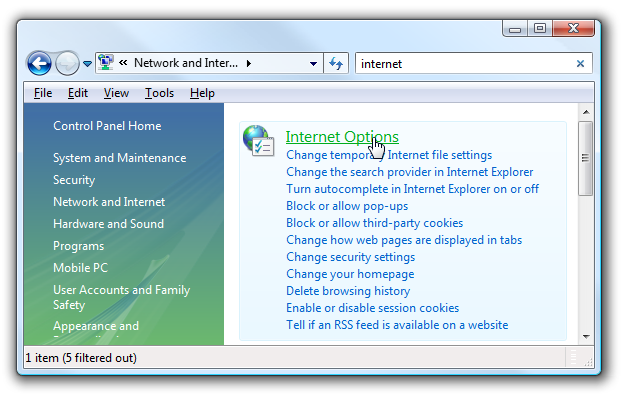 « Network and Inter...
internet
File Edit View Tools Help
Control Panel Home
System and Maintenance
Security
Network and Internet
Hardware and Sound
Programs
Mobile PC
User Accounts and Family
Safety
Appearance and
Internet Options
Change temporary Internet file settings
Change the search provider in Internet Explorer
Turn autocomplete in Internet Explorer on or off
Block or allow pop-ups
Block or allow third-party cookies
Change how web pages are displayed in tabs
Change security settings
Change your homepage
Delete browsing history
Enable or disable session cookies
Tell if an RSS feed is available on a website
1 item (5 filtered out)